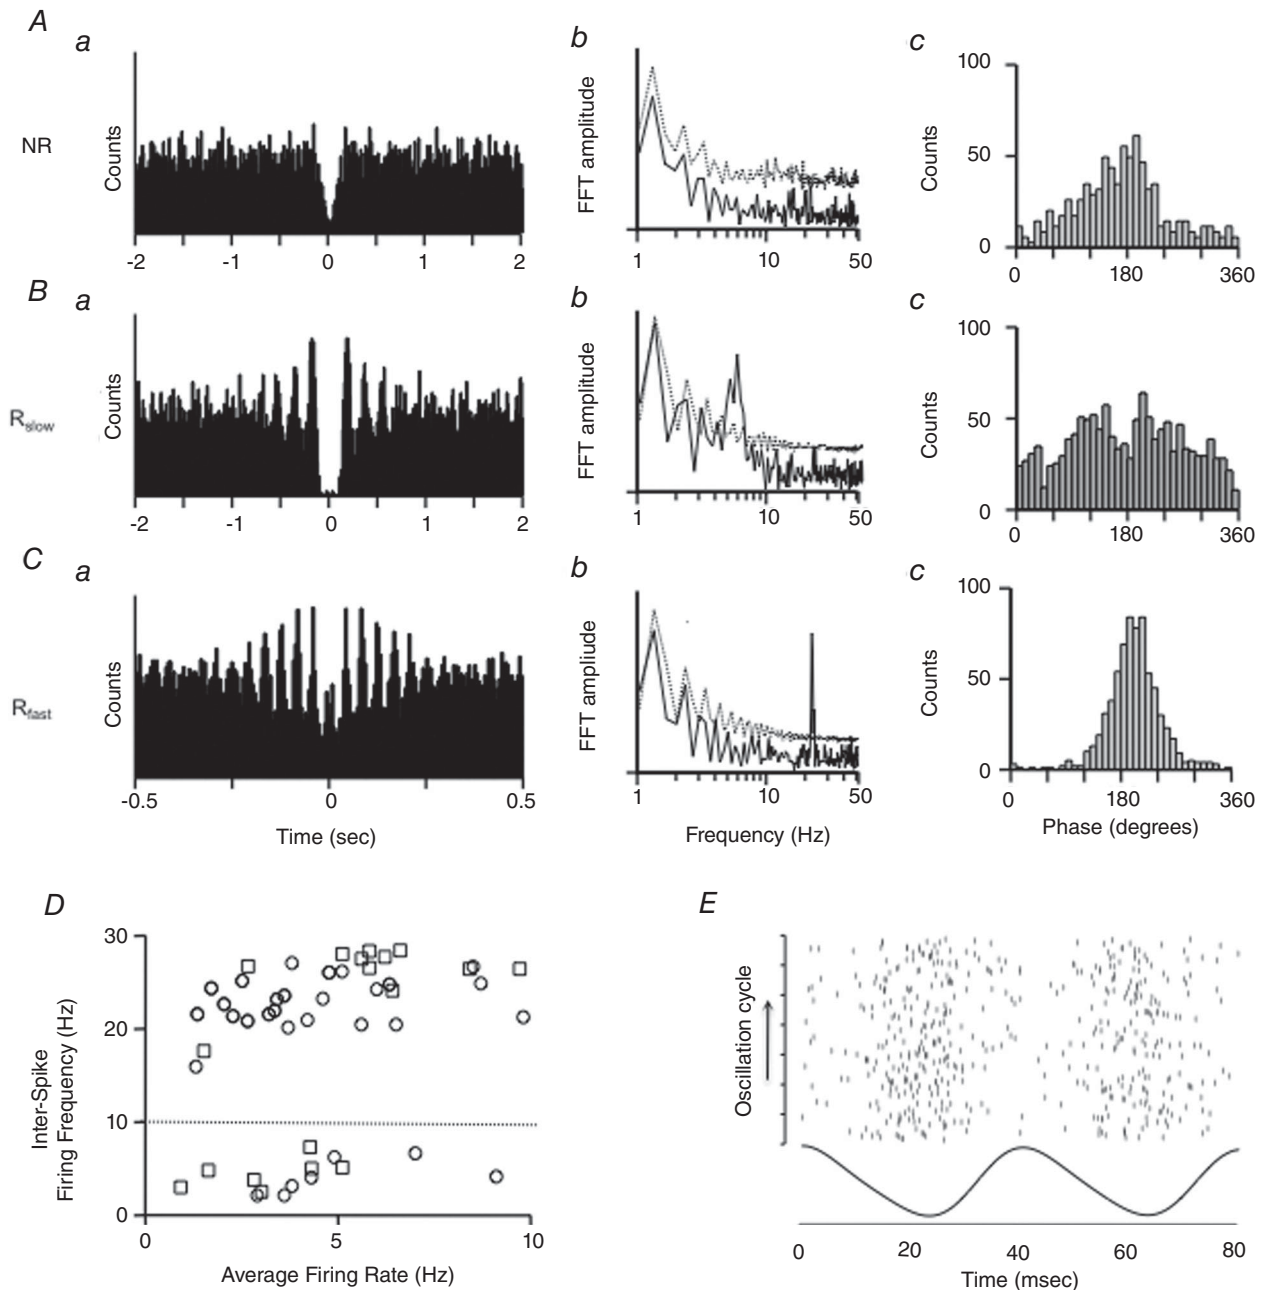 A
a
b
c
NR
Counts
-2 -1 0 1 2
FFT amplitude
1 10 50
Counts
100
50
0
0 180 360
B
a
b
c
Rslow
Counts
-2 -1 0 1 2
FFT amplitude
1 10 50
Counts
100
50
0
0 180 360
C
a
b
c
Rfast
Counts
-0.5 0 0.5
Time (sec)
FFT ampliude
1 10 50
Frequency (Hz)
Counts
100
50
0
0 180 360
Phase (degrees)
D
Inter-Spike
Firing Frequency (Hz)
30
20
10
0
0 5 10
Average Firing Rate (Hz)
E
Oscillation cycle
0 20 40 60 80
Time (msec)